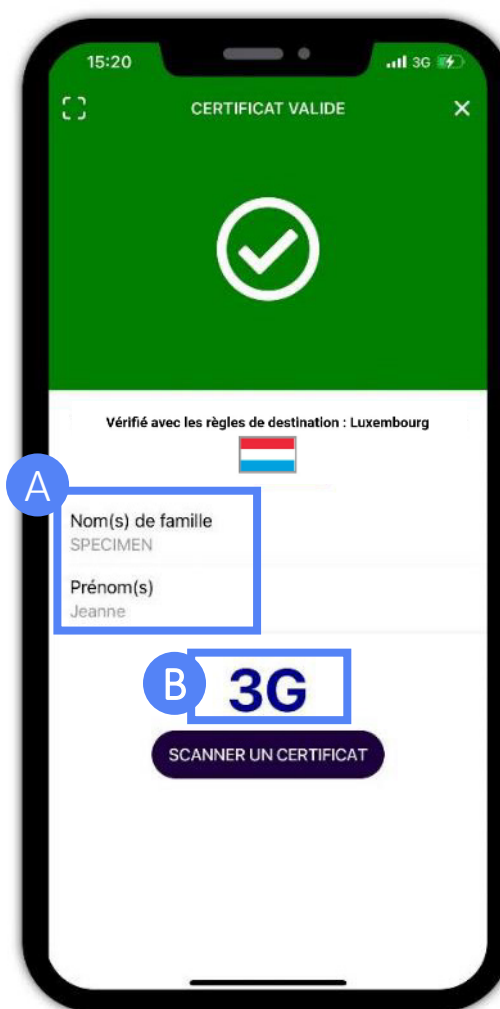 15:20
3G
CERTIFICAT VALIDE
Vérifié avec les règles de destination : Luxembourg
A
Nom(s) de famille
SPECIMEN
Prénom(s)
Jeanne
B
3G
SCANNER UN CERTIFICAT